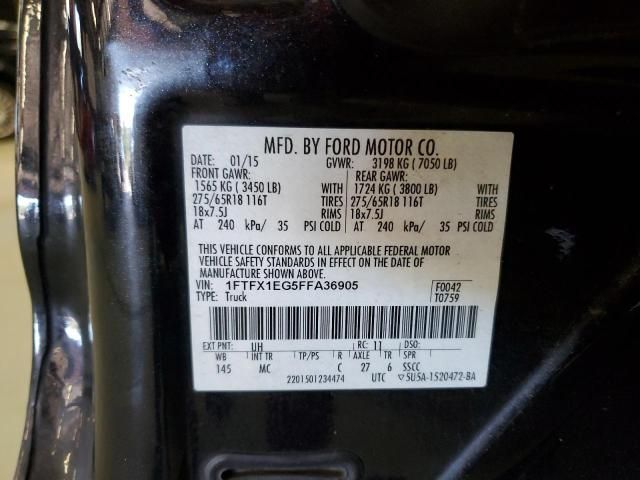 MFD. BY FORD MOTOR CO.
DATE: 01/15 GVWR: 3198 KG (7050 LB)
FRONT GAWR: REAR GAWR:
1565 KG (3450 LB) WITH 1724 KG (3800 LB) WITH
275/65R18 116T TIRES 275/65R18 116T TIRES
18x7.5J RIMS 18x7.5J RIMS
AT 240 kPa/ 35 PSI COLD AT 240 kPa/ 35 PSI COLD
THIS VEHICLE CONFORMS TO ALL APPLICABLE FEDERAL MOTOR
VEHICLE SAFETY STANDARDS IN EFFECT ON THE DATE OF
MANUFACTURE SHOWN ABOVE.
VIN: 1FTFX1EG5FFA36905 F0042
TYPE: Truck T0759
EXT PNT: UH RC: 11 DSO:
WB INT TR TP/PS R AXLE TR SPR
145 MC C 27 6 SSCC
2201501234474 UTC ▽5U5A-1520472-BA